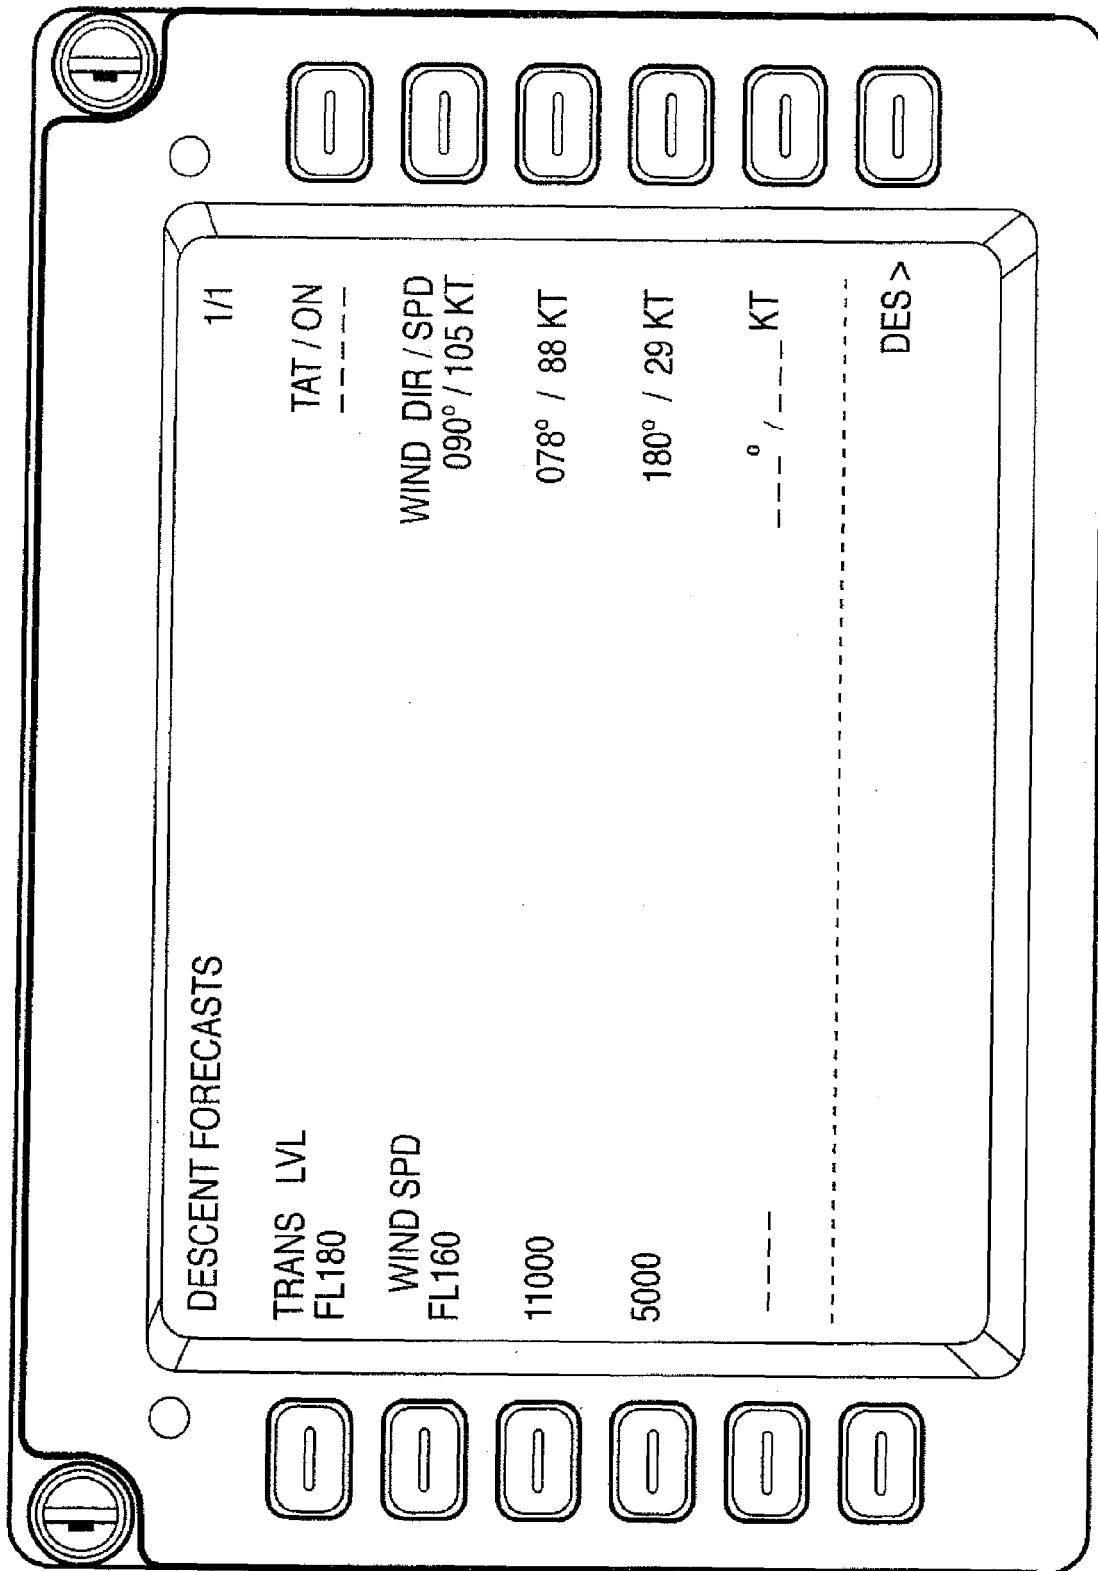 DESCENT FORECASTS 1/1
TRANS LVL TAT / ON
FL180 -----
WIND SPD WIND DIR / SPD
FL160 090° / 105 KT
11000 078° / 88 KT
5000 180° / 29 KT
---- ---° / --- KT
DES >